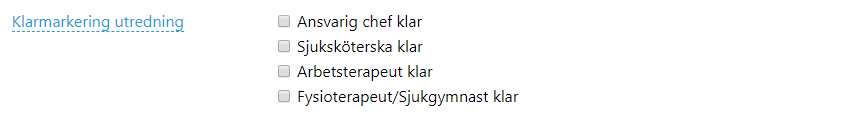 Klarmarkering utredning
Ansvarig chef klar
Sjuksköterska klar
Arbetsterapeut klar
Fysioterapeut/Sjukgymnast klar